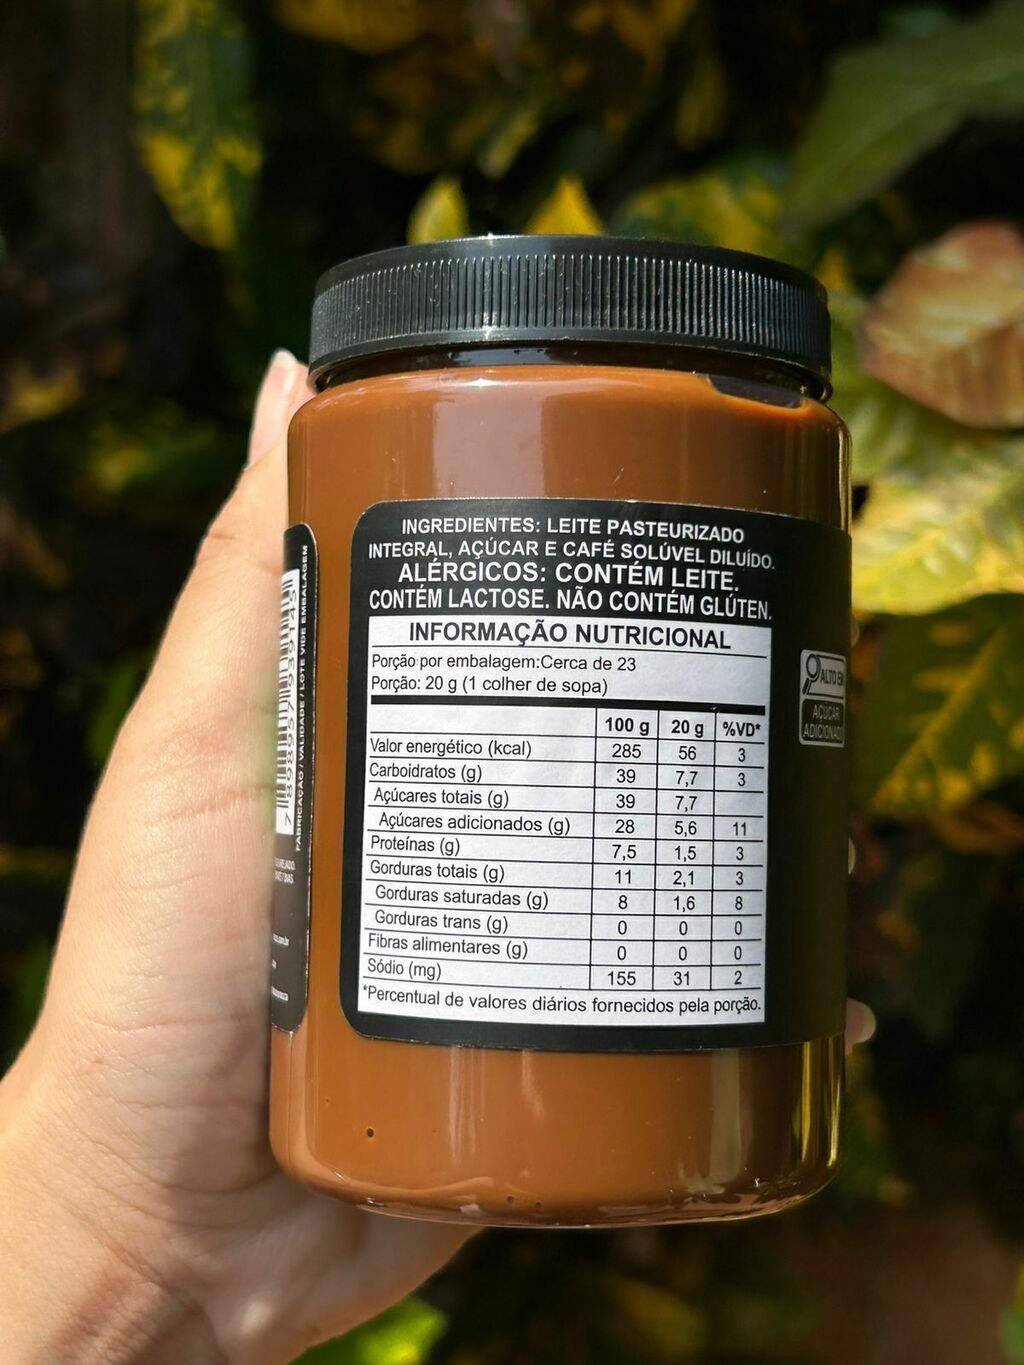 INGREDIENTES: LEITE PASTEURIZADO
INTEGRAL, AÇÚCAR E CAFÉ SOLÚVEL DILUÍDO.
ALÉRGICOS: CONTÉM LEITE.
CONTÉM LACTOSE. NÃO CONTÉM GLÚTEN.
INFORMAÇÃO NUTRICIONAL
Porção por embalagem:Cerca de 23
Porção: 20 g (1 colher de sopa)
100 g 20 g %VD*
Valor energético (kcal) 285 56 3
Carboidratos (g) 39 7,7 3
Açúcares totais (g) 39 7,7
Açúcares adicionados (g) 28 5,6 11
Proteínas (g) 7,5 1,5 3
Gorduras totais (g) 11 2,1 3
Gorduras saturadas (g) 8 1,6 8
Gorduras trans (g) 0 0 0
Fibras alimentares (g) 0 0 0
Sódio (mg) 155 31 2
*Percentual de valores diários fornecidos pela porção.
ALTO EM
AÇÚCAR
ADICIONADO
FABRICAÇÃO / VALIDADE / LOTE VIDE EMBALAGEM